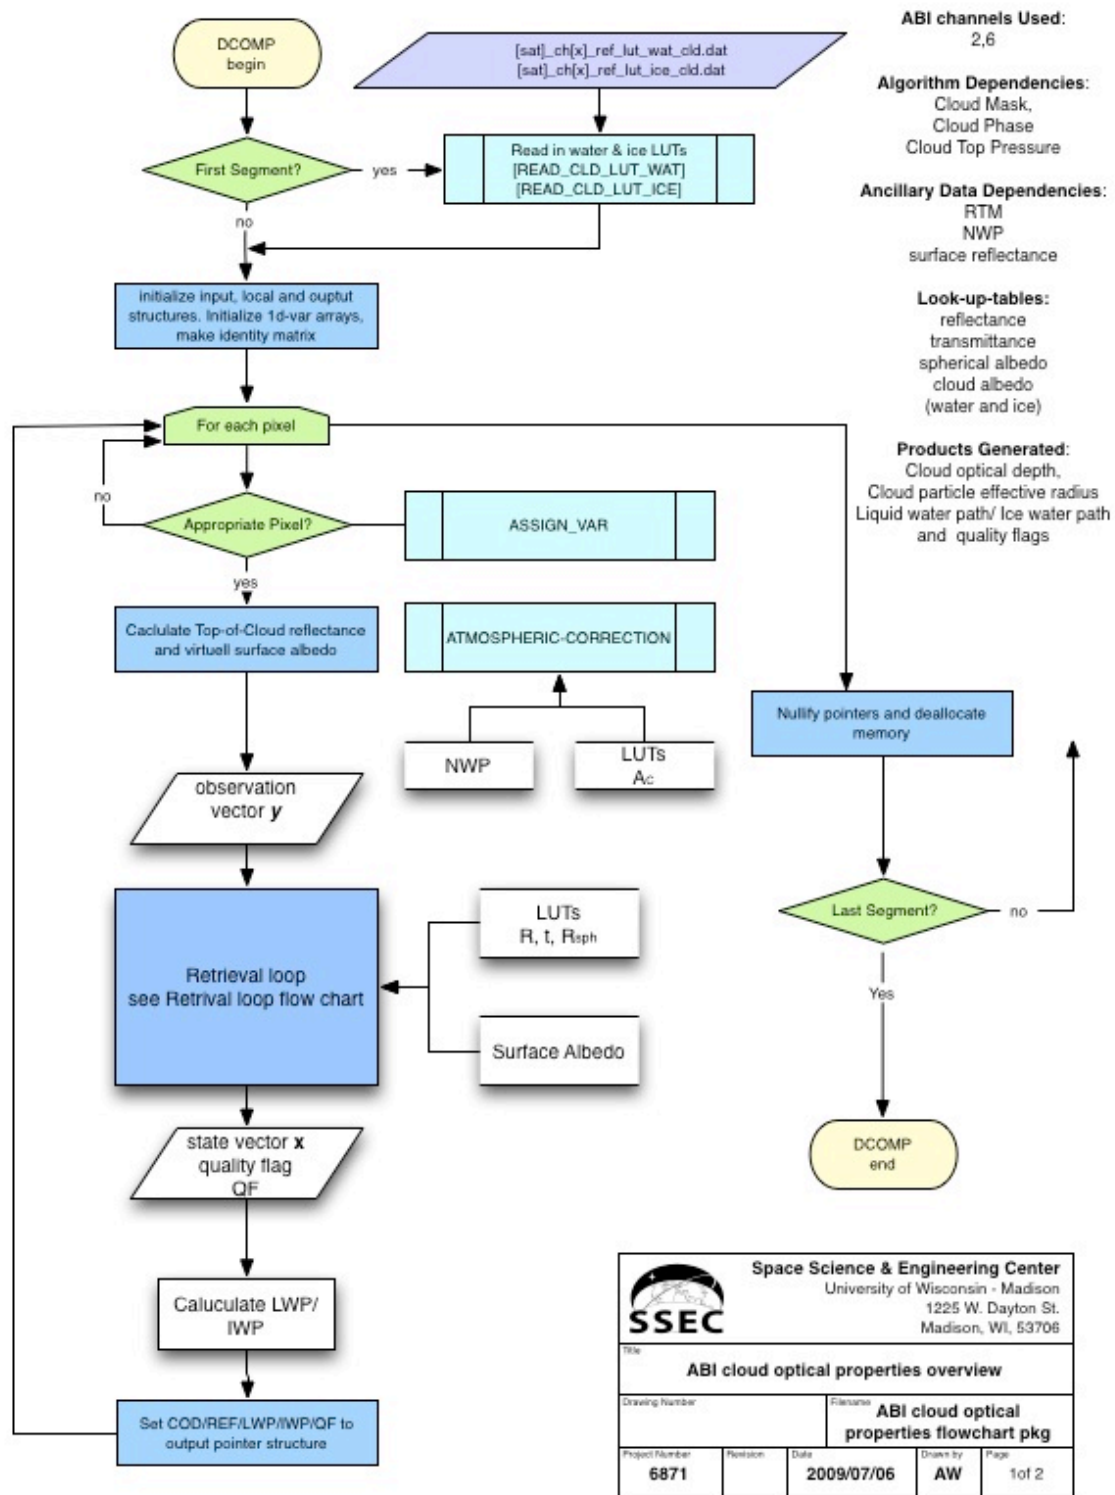 DCOMP
begin
[sat]_ch[x]_ref_lut_wat_cld.dat
[sat]_ch[x]_ref_lut_ice_cld.dat
First Segment?
yes
Read in water & ice LUTs
[READ_CLD_LUT_WAT]
[READ_CLD_LUT_ICE]
no
initialize input, local and ouptut
structures. Initialize 1d-var arrays,
make identity matrix
For each pixel
no
Appropriate Pixel?
ASSIGN_VAR
yes
Caclulate Top-of-Cloud reflectance
and virtuell surface albedo
ATMOSPHERIC-CORRECTION
NWP
LUTs
Ac
observation
vector y
Retrieval loop
see Retrival loop flow chart
LUTs
R, t, Rsph
Surface Albedo
state vector x
quality flag
QF
Caluculate LWP/
IWP
Set COD/REF/LWP/IWP/QF to
output pointer structure
Nullify pointers and deallocate
memory
Last Segment?
no
Yes
DCOMP
end
ABI channels Used:
2,6
Algorithm Dependencies:
Cloud Mask,
Cloud Phase
Cloud Top Pressure
Ancillary Data Dependencies:
RTM
NWP
surface reflectance
Look-up-tables:
reflectance
transmittance
spherical albedo
cloud albedo
(water and ice)
Products Generated:
Cloud optical depth,
Cloud particle effective radius
Liquid water path/ Ice water path
and quality flags
SSEC
Space Science & Engineering Center
University of Wisconsin - Madison
1225 W. Dayton St.
Madison, WI, 53706
Title
ABI cloud optical properties overview
Drawing Number
Filename
ABI cloud optical
properties flowchart pkg
Project Number
6871
Revision
Date
2009/07/06
Drawn by
AW
Page
1of 2